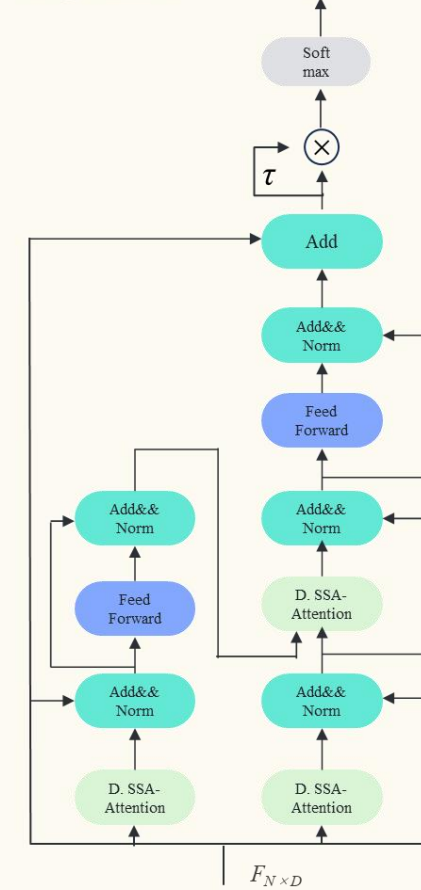 Soft
max
×
τ
Add
Add&&
Norm
Feed
Forward
Add&&
Norm
Add&&
Norm
D. SSA-
Attention
Feed
Forward
Add&&
Norm
Add&&
Norm
D. SSA-
Attention
D. SSA-
Attention
F_{N×D}